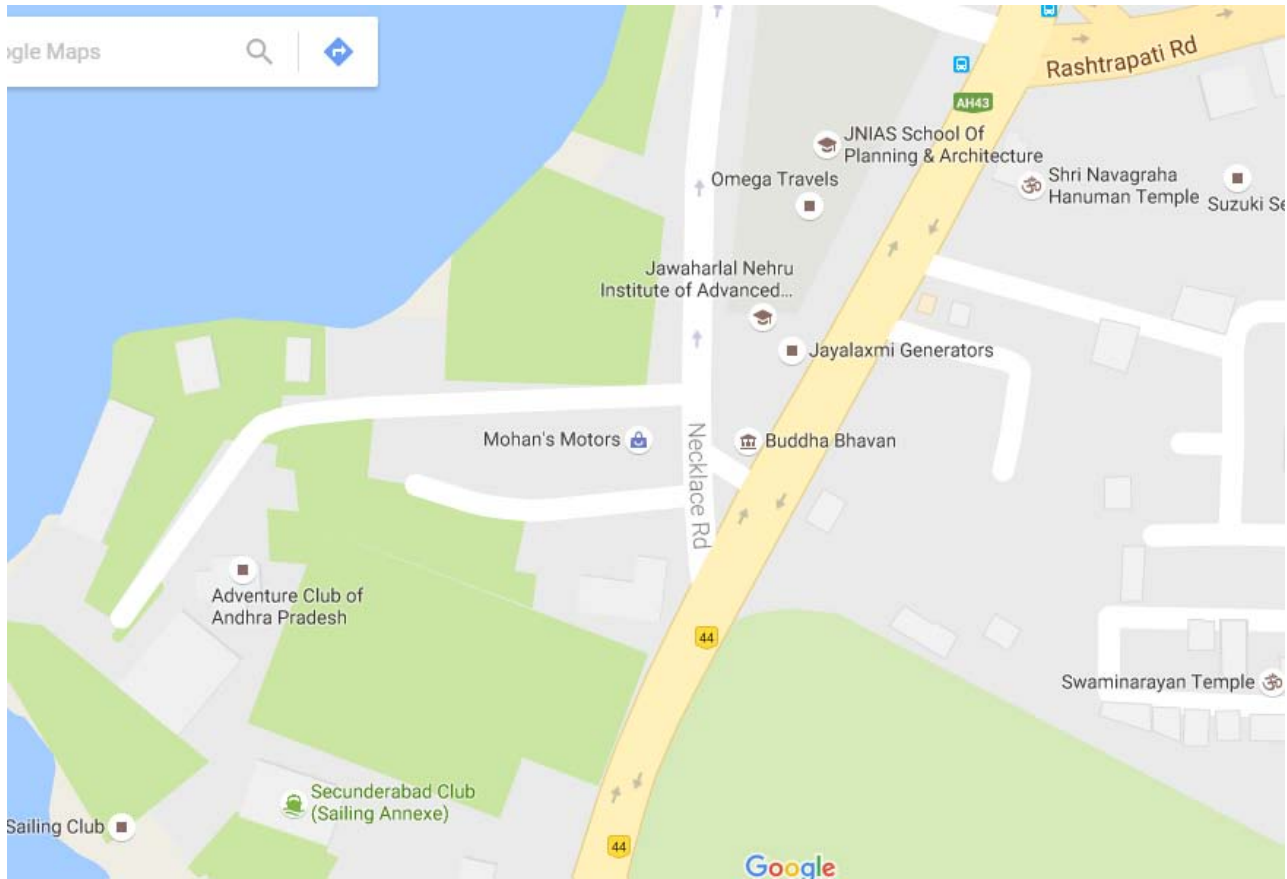 ogle Maps
Rashtrapati Rd
AH43
JNIAS School Of
Planning & Architecture
Omega Travels
Shri Navagraha
Hanuman Temple
Suzuki Se
Jawaharlal Nehru
Institute of Advanced...
Jayalaxmi Generators
Mohan's Motors
Necklace Rd
Buddha Bhavan
Adventure Club of
Andhra Pradesh
44
Swaminarayan Temple
Secunderabad Club
(Sailing Annexe)
Sailing Club
44
Google